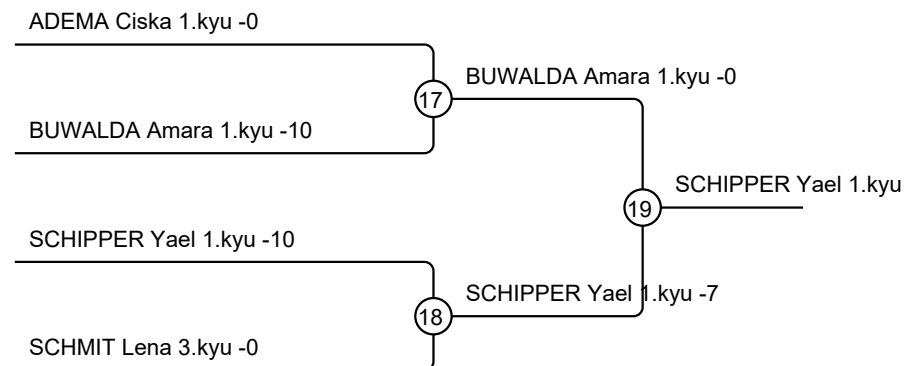 ADEMA Ciska 1.kyu -0
BUWALDA Amara 1.kyu -0
17
BUWALDA Amara 1.kyu -10
SCHIPPER Yael 1.kyu
19
SCHIPPER Yael 1.kyu -10
SCHIPPER Yael 1.kyu -7
18
SCHMIT Lena 3.kyu -0